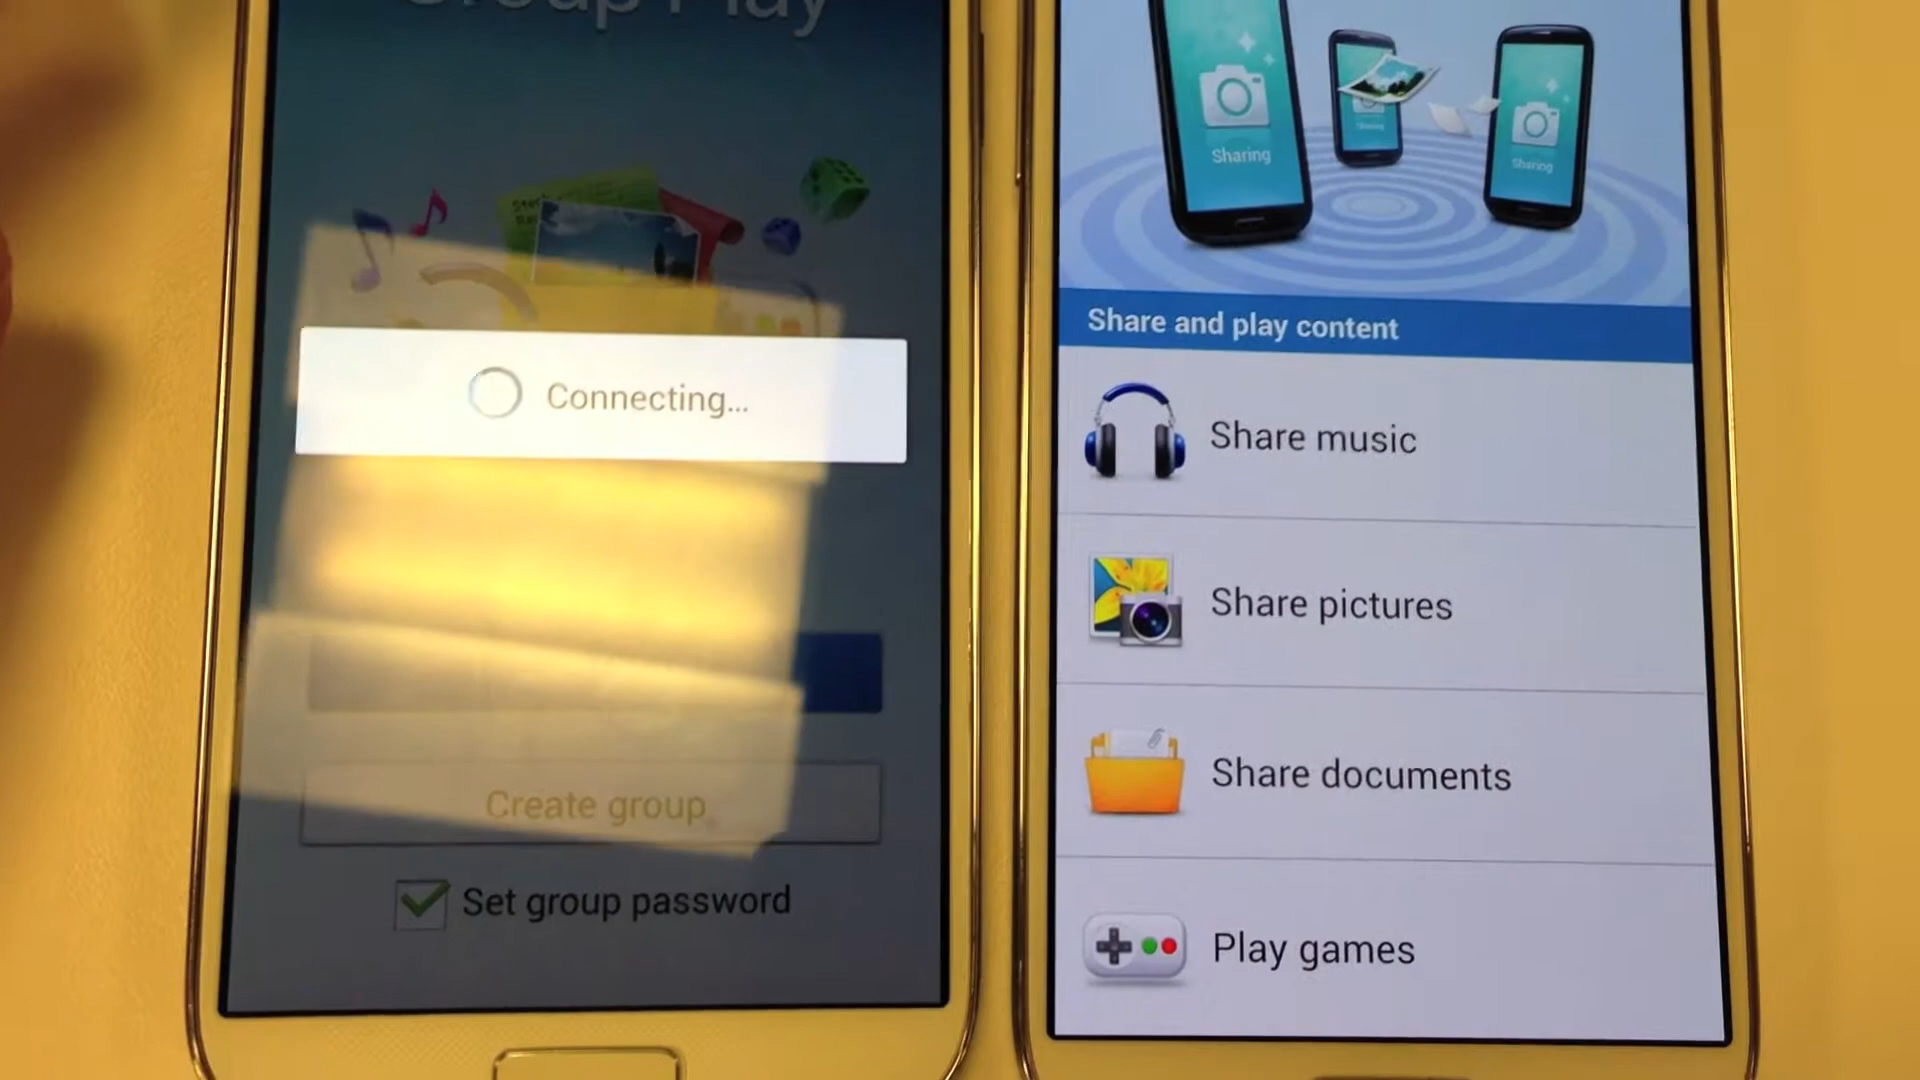 Group Play
Connecting...
Create group
Set group password
Sharing
Sharing
Sharing
Share and play content
Share music
Share pictures
Share documents
Play games